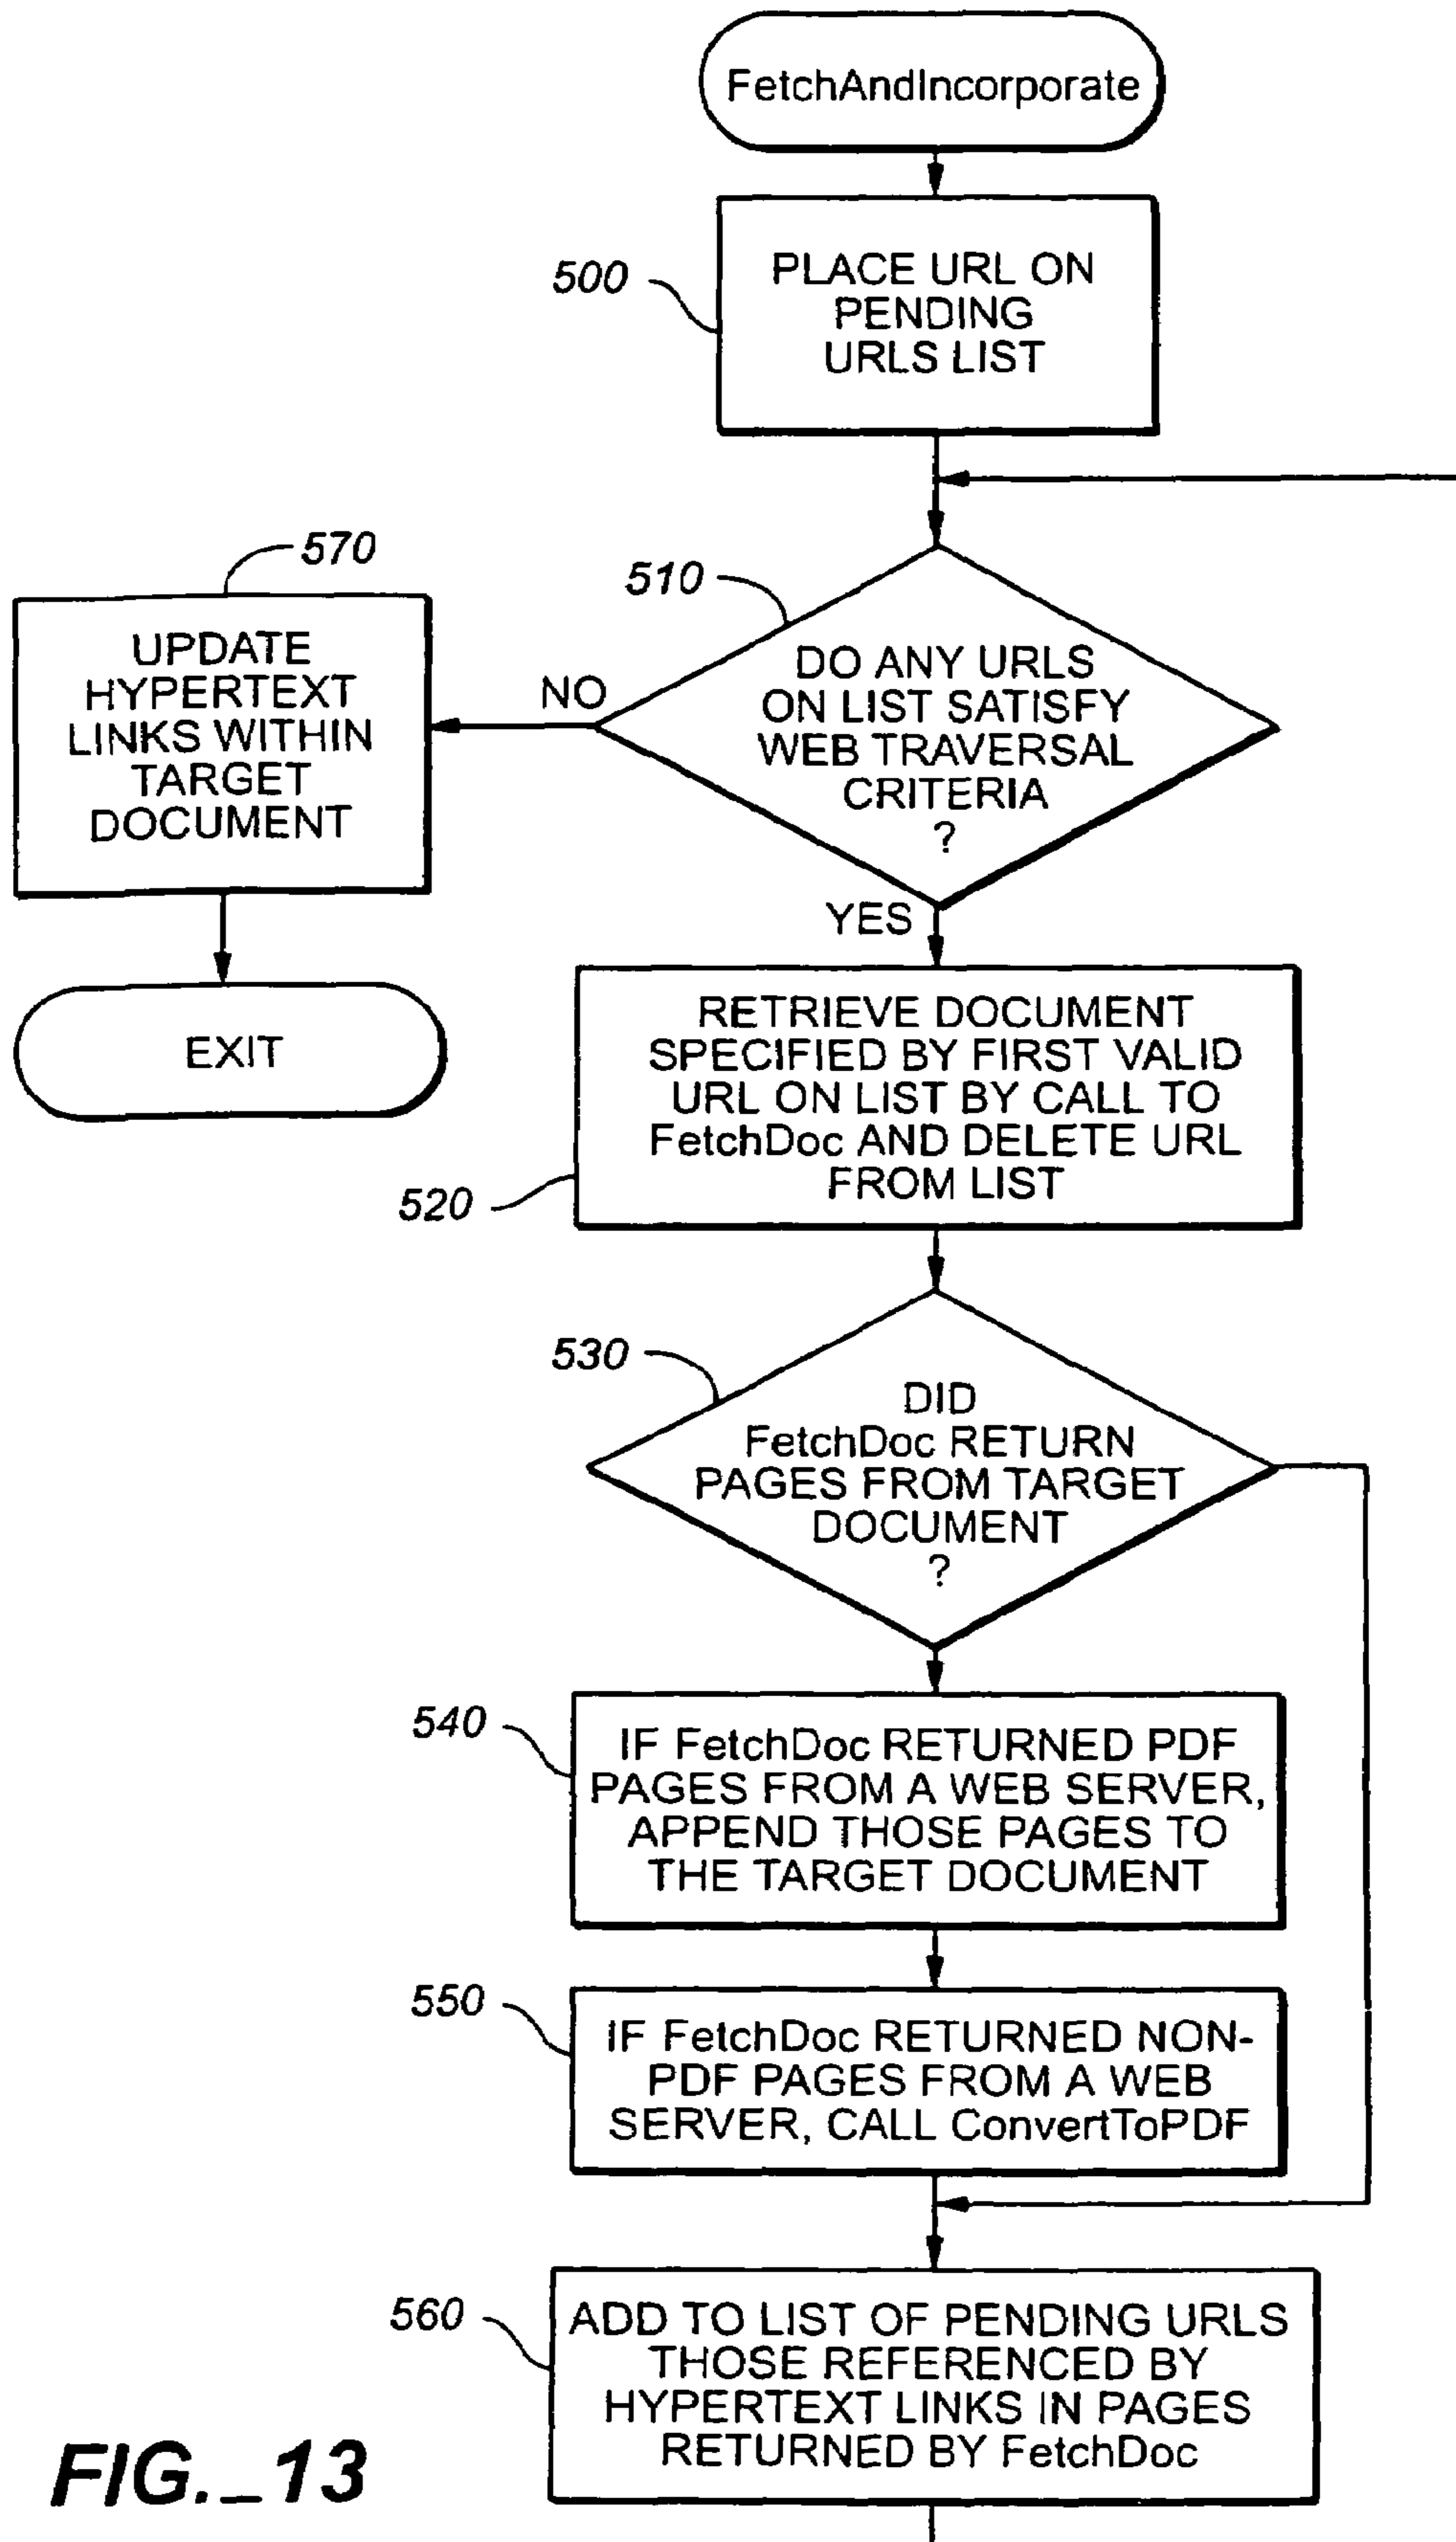 FetchAndIncorporate
500
PLACE URL ON
PENDING
URLS LIST
570
UPDATE
HYPERTEXT
LINKS WITHIN
TARGET
DOCUMENT
EXIT
510
DO ANY URLS
ON LIST SATISFY
WEB TRAVERSAL
CRITERIA
?
NO
YES
RETRIEVE DOCUMENT
SPECIFIED BY FIRST VALID
URL ON LIST BY CALL TO
FetchDoc AND DELETE URL
FROM LIST
520
530
DID
FetchDoc RETURN
PAGES FROM TARGET
DOCUMENT
?
540
IF FetchDoc RETURNED PDF
PAGES FROM A WEB SERVER,
APPEND THOSE PAGES TO
THE TARGET DOCUMENT
550
IF FetchDoc RETURNED NON-
PDF PAGES FROM A WEB
SERVER, CALL ConvertToPDF
560
ADD TO LIST OF PENDING URLS
THOSE REFERENCED BY
HYPERTEXT LINKS IN PAGES
RETURNED BY FetchDoc
FIG._13